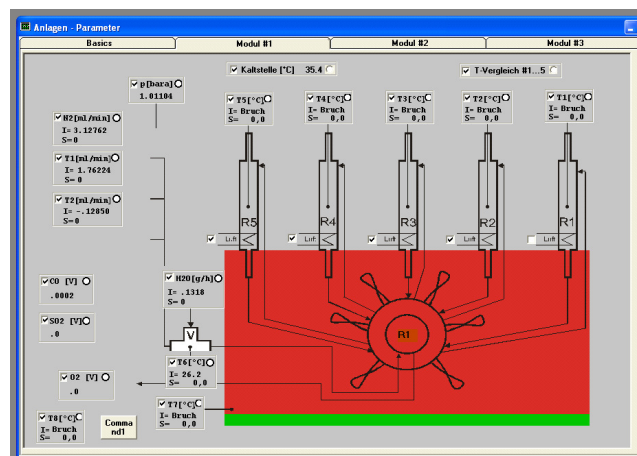 Anlagen - Parameter
Basics
Modul #1
Modul #2
Modul #3
p[bara]
1.01104
Kaltstelle [°C] 35.4
T-Vergleich #1...5
N2[ml/min]
I= 3.12762
S= 0
T1[ml/min]
I= 1.76224
S= 0
T2[ml/min]
I= -.12850
S= 0
T5[°C]
I= Bruch
S= 0,0
T4[°C]
I= Bruch
S= 0,0
T3[°C]
I= Bruch
S= 0,0
T2[°C]
I= Bruch
S= 0,0
T1[°C]
I= Bruch
S= 0,0
R5
R4
R3
R2
R1
Luft
Luft
Luft
Luft
Luft
CO [V]
.0002
SO2 [V]
.0
H2O[g/h]
I= .1318
S= 0
V
R1
T6[°C]
I= 26.2
S= 0,0
O2 [V]
.0
T7[°C]
I= Bruch
S= 0,0
T8[°C]
I= Bruch
S= 0,0
Comma
nd1